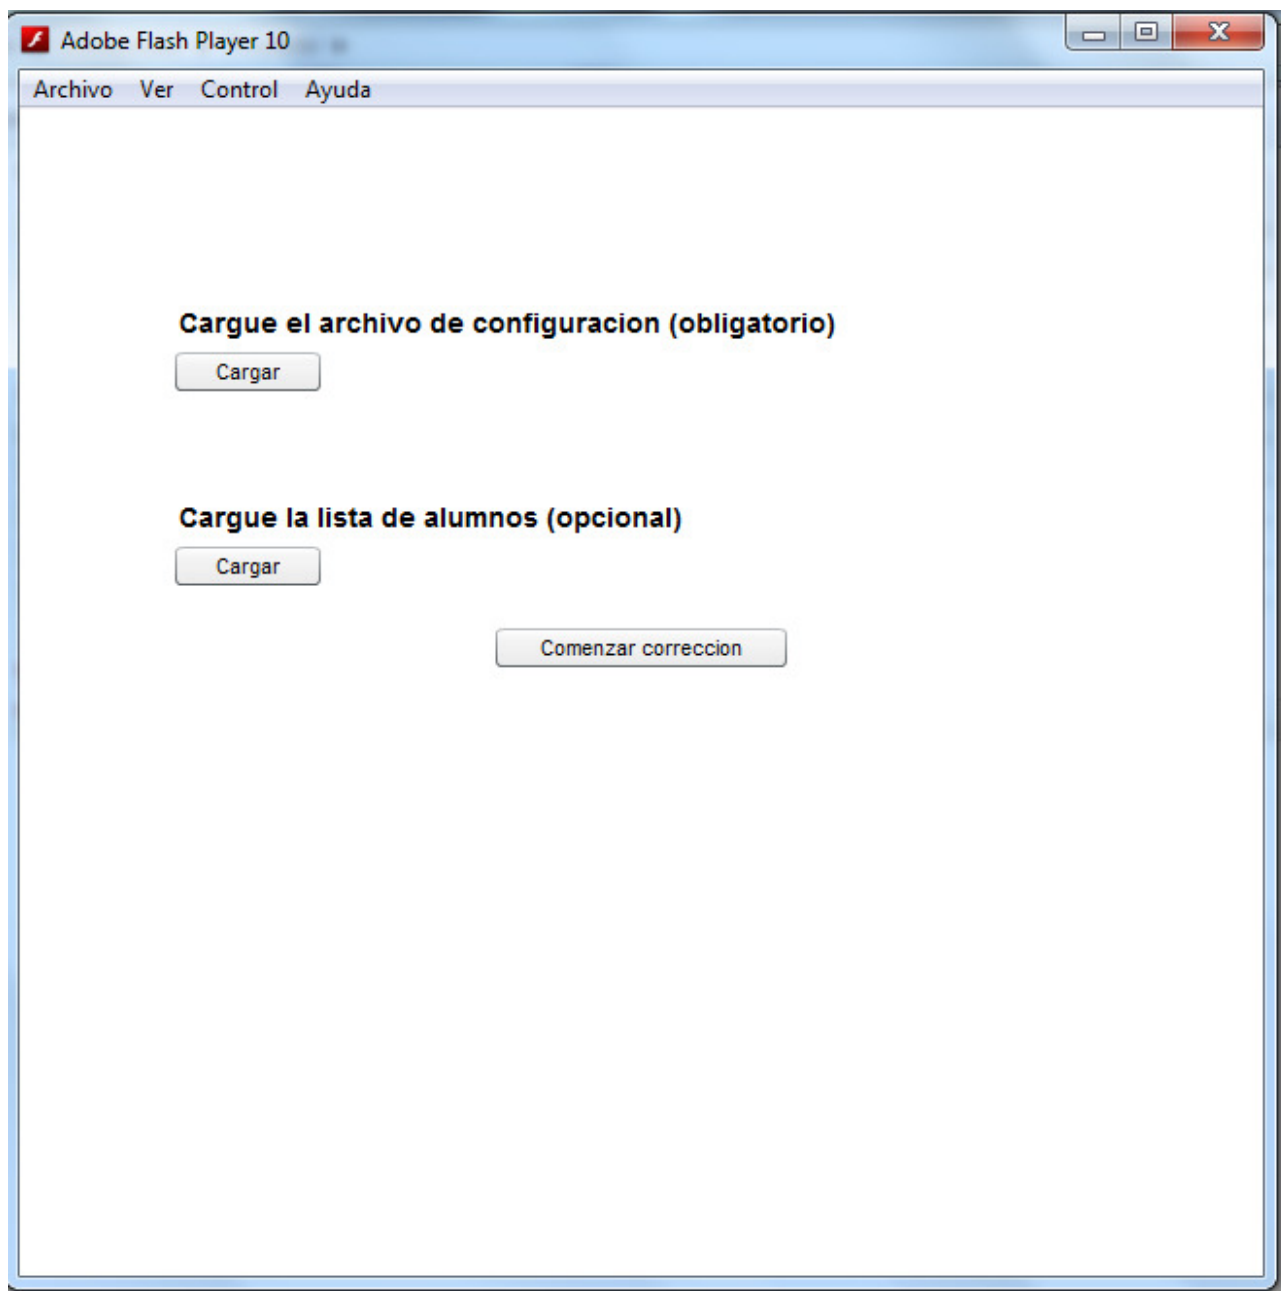 Adobe Flash Player 10
Archivo Ver Control Ayuda
Cargue el archivo de configuracion (obligatorio)
Cargar
Cargue la lista de alumnos (opcional)
Cargar
Comenzar correccion